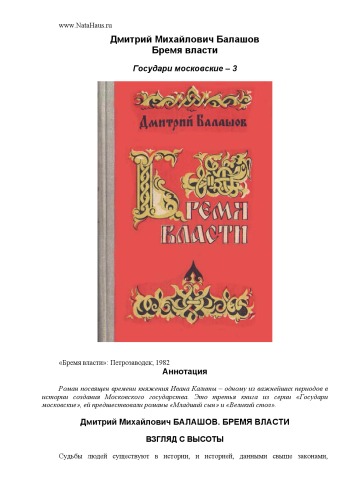 www.NataHaus.ru
Дмитрий Михайлович Балашов
Бремя власти
Государи московские – 3
Дмитрий Балашов
Бремя
власти
«Бремя власти»: Петрозаводск, 1982
Аннотация
Роман посвящен времени княжения Ивана Калиты – одному из важнейших периодов в
истории создания Московского государства. Это третья книга из серии «Государи
московские», ей предшествовали романы «Младший сын» и «Великий стол».
Дмитрий Михайлович БАЛАШОВ. БРЕМЯ ВЛАСТИ
ВЗГЛЯД С ВЫСОТЫ
Судьбы людей существуют в истории, и историей, данными свыше законами,